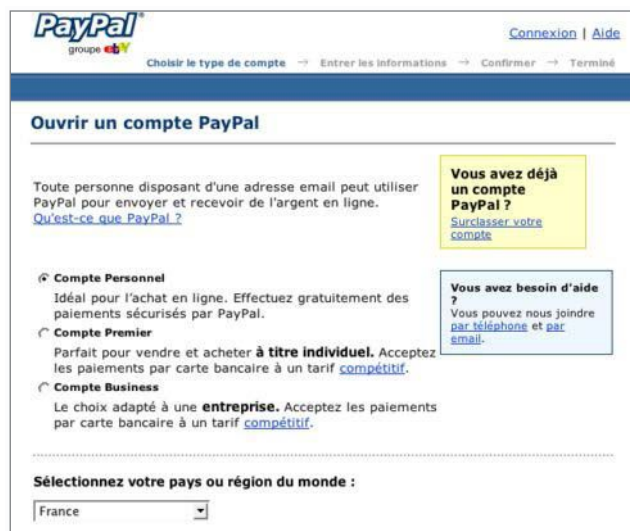 PayPal
groupe ebY
Connexion | Aide
Choisir le type de compte → Entrer les informations → Confirmer → Terminé
Ouvrir un compte PayPal
Toute personne disposant d'une adresse email peut utiliser
PayPal pour envoyer et recevoir de l'argent en ligne.
Qu'est-ce que PayPal ?
Vous avez déjà
un compte
PayPal ?
Surclasser votre
compte
Compte Personnel
Idéal pour l'achat en ligne. Effectuez gratuitement des
paiements sécurisés par PayPal.
Compte Premier
Parfait pour vendre et acheter à titre individuel. Acceptez
les paiements par carte bancaire à un tarif compétitif.
Compte Business
Le choix adapté à une entreprise. Acceptez les paiements
par carte bancaire à un tarif compétitif.
Vous avez besoin d'aide
?
Vous pouvez nous joindre
par téléphone et par
email.
Sélectionnez votre pays ou région du monde :
France